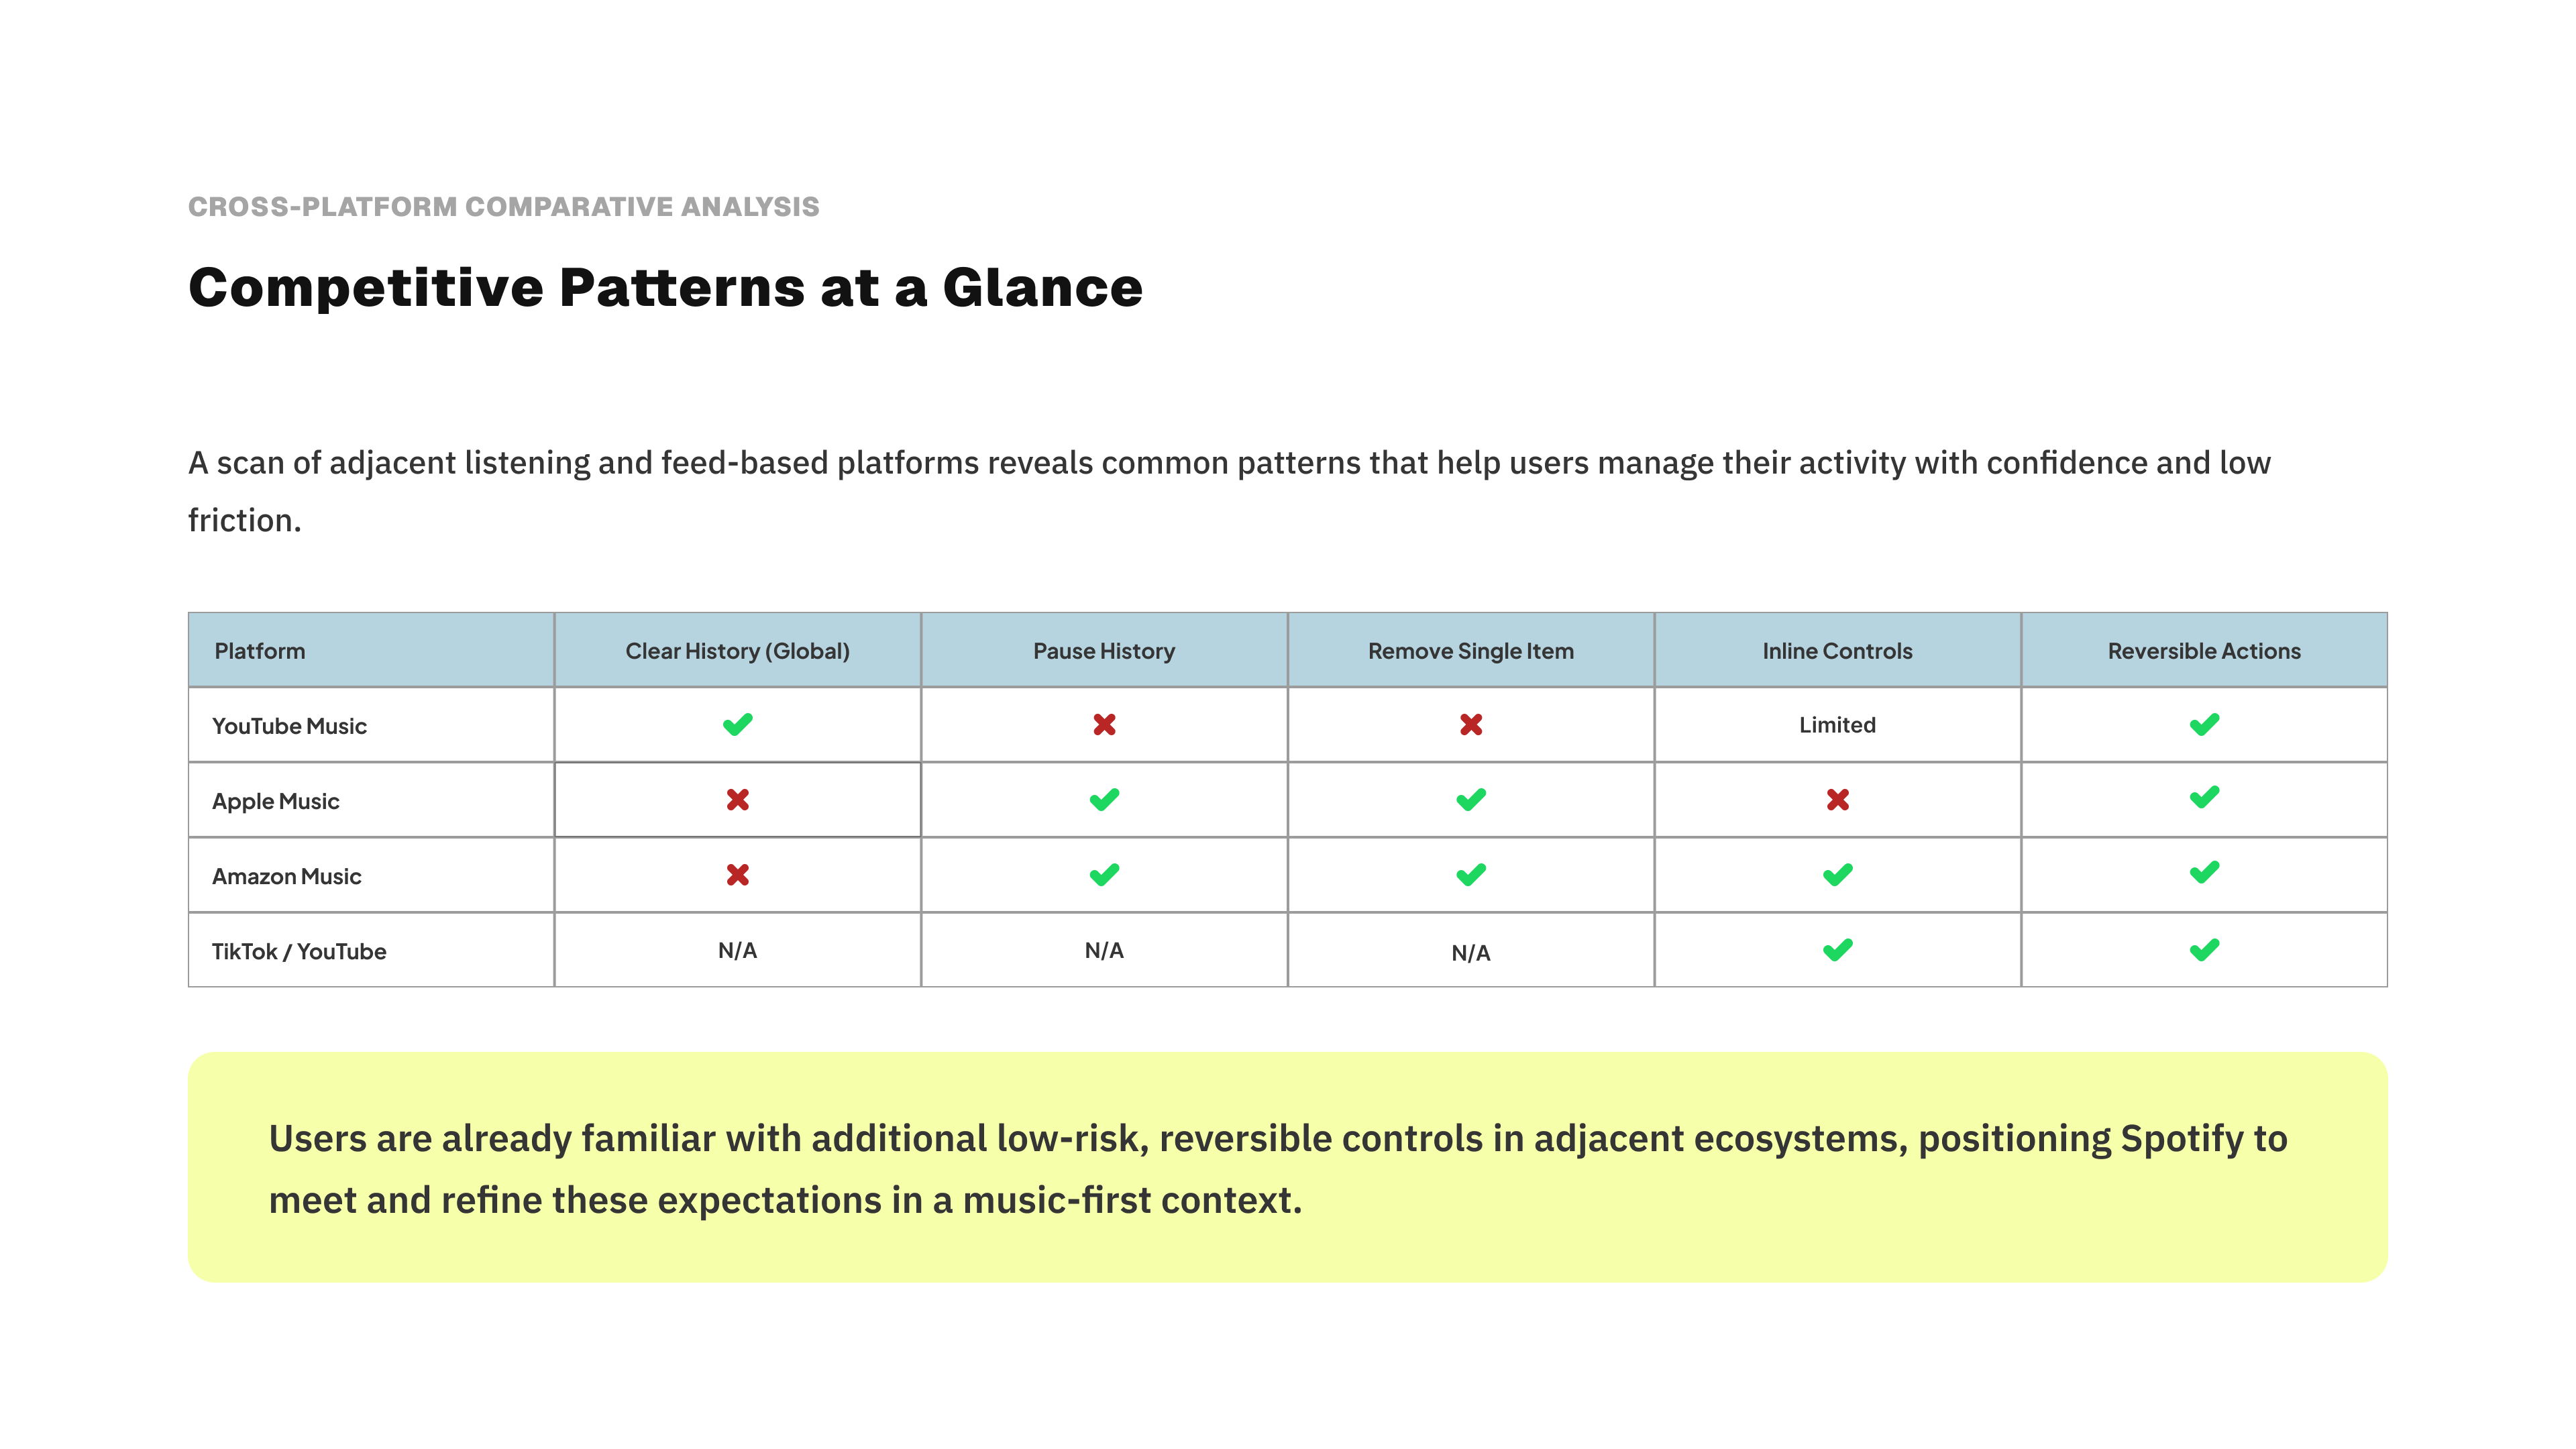 CROSS-PLATFORM COMPARATIVE ANALYSIS
Competitive Patterns at a Glance
A scan of adjacent listening and feed-based platforms reveals common patterns that help users manage their activity with confidence and low
friction.
Platform Clear History (Global) Pause History Remove Single Item Inline Controls Reversible Actions
YouTube Music Limited
Apple Music
Amazon Music
TikTok / YouTube N/A N/A N/A
Users are already familiar with additional low-risk, reversible controls in adjacent ecosystems, positioning Spotify to
meet and refine these expectations in a music-first context.